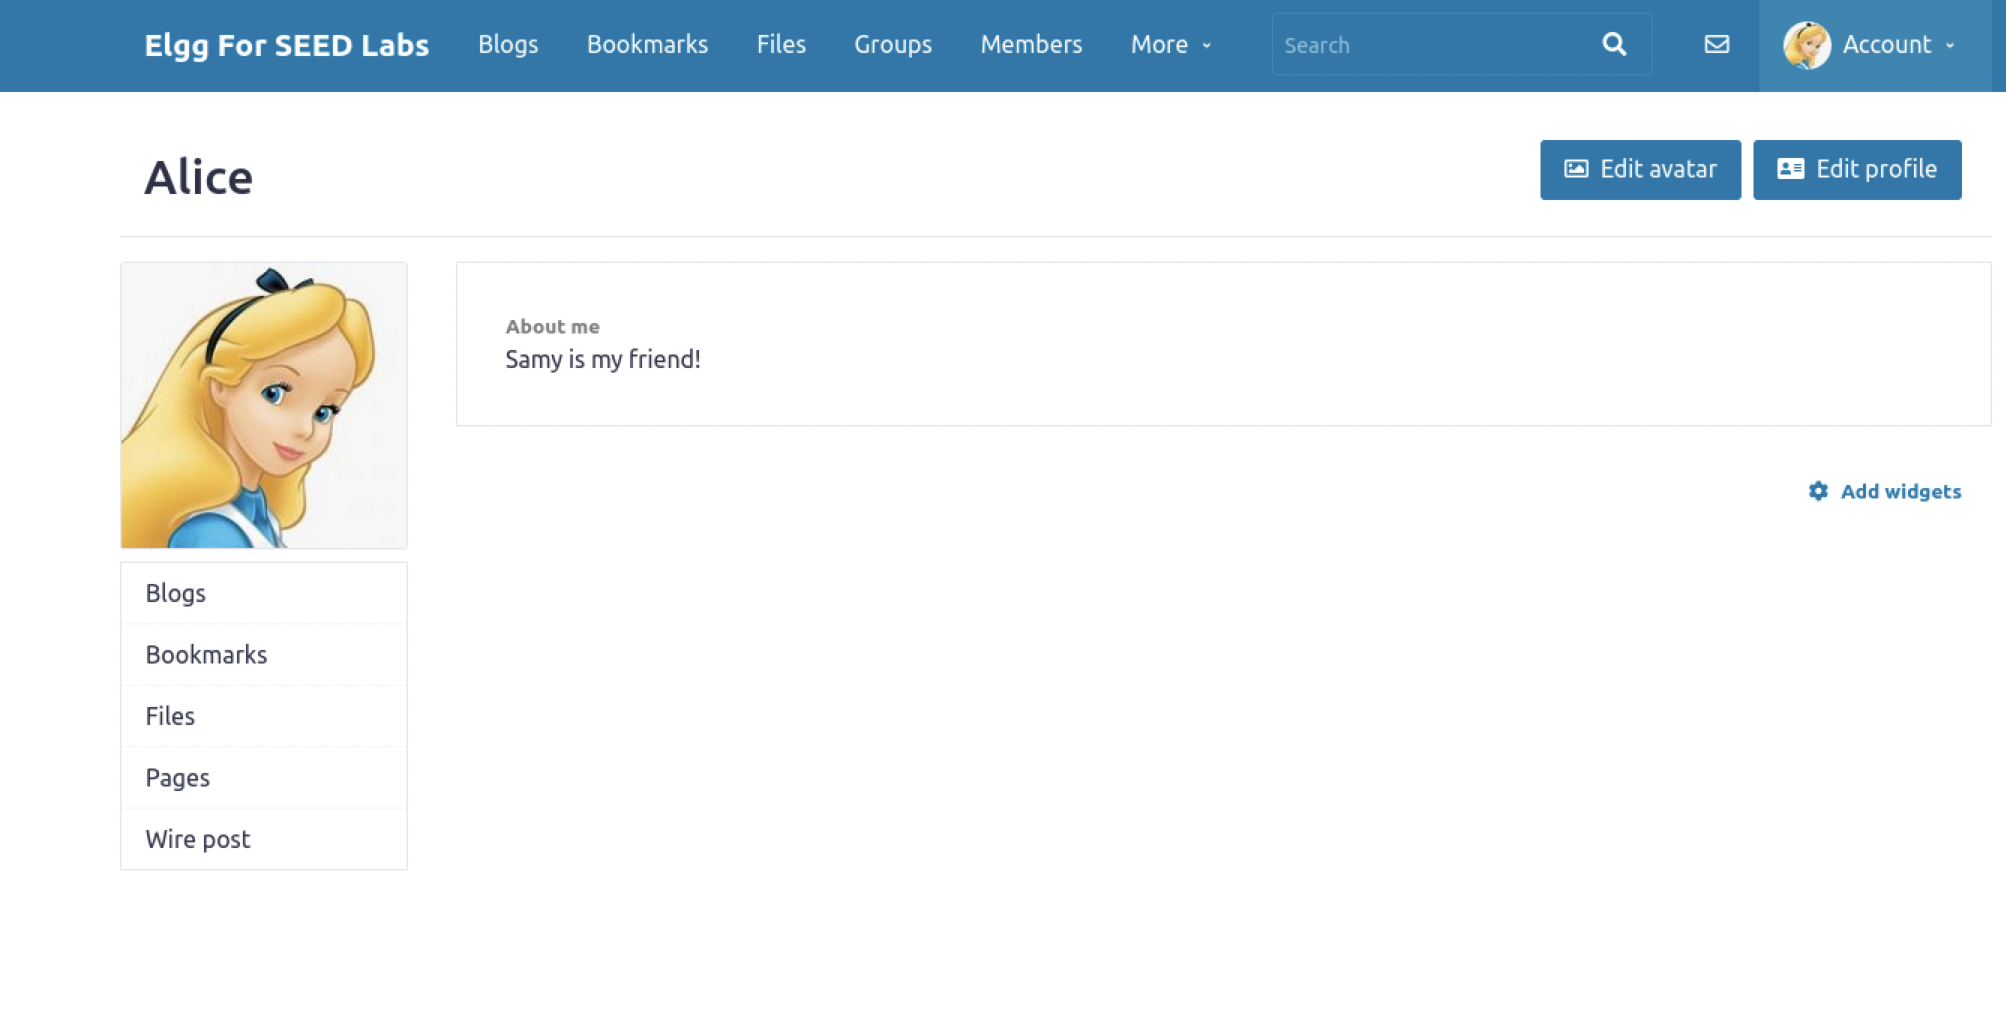 Elgg For SEED Labs Blogs Bookmarks Files Groups Members More Search Account
Alice
Edit avatar Edit profile
About me
Samy is my friend!
Add widgets
Blogs
Bookmarks
Files
Pages
Wire post